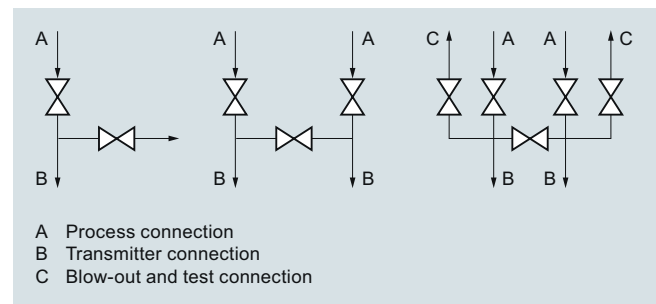 A A A C A A C
B B B B B
A Process connection
B Transmitter connection
C Blow-out and test connection